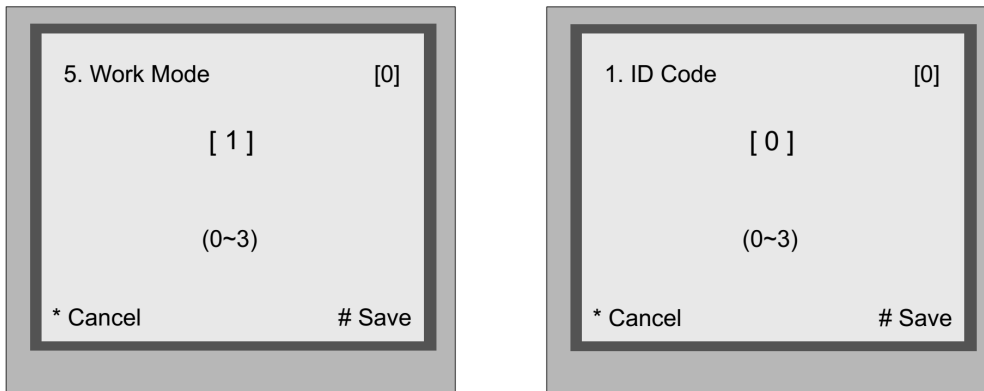 5. Work Mode [0]
[ 1 ]
(0~3)
* Cancel # Save
1. ID Code [0]
[ 0 ]
(0~3)
* Cancel # Save